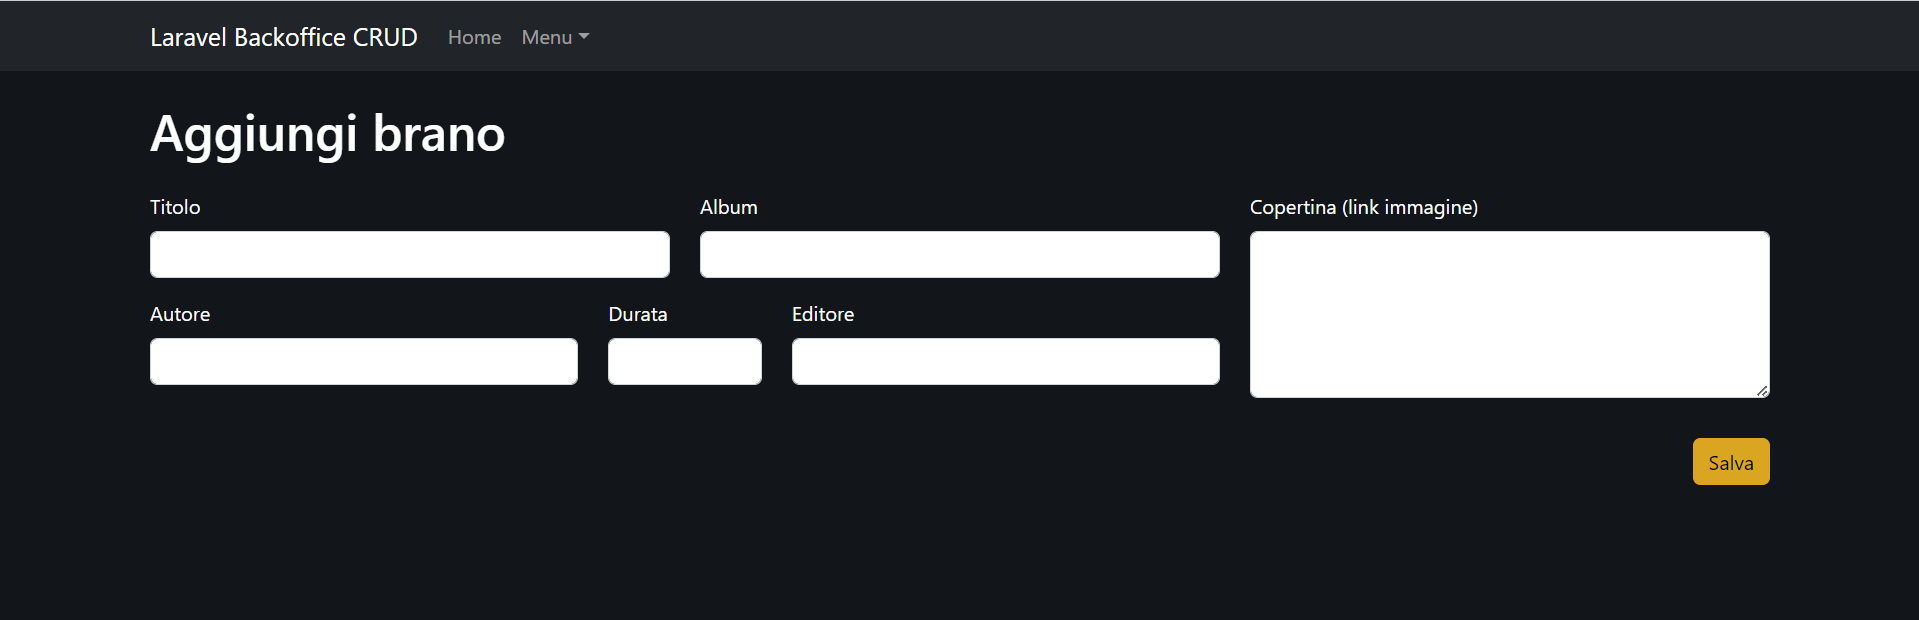 Laravel Backoffice CRUD Home Menu
Aggiungi brano
Titolo Album Copertina (link immagine)
Autore Durata Editore
Salva